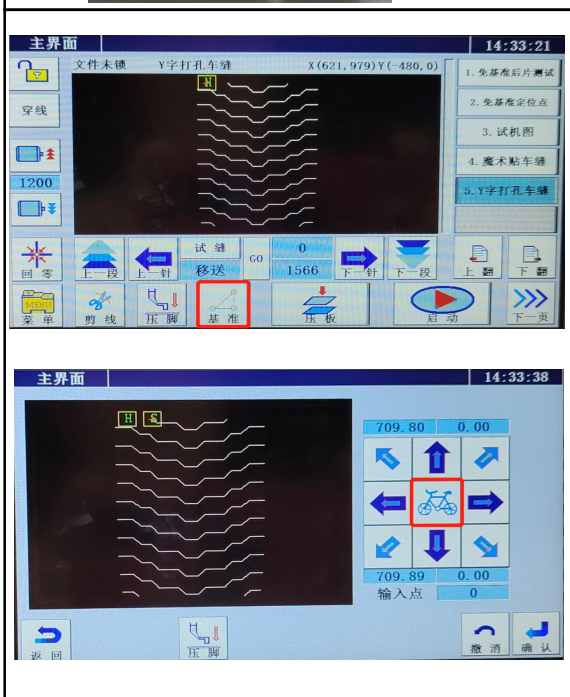 主界面 14:33:21
文件未锁 Y字打孔车缝 X(621,979)Y(-480,0)
H
1.免基准后片测试
穿线
2.免基准定位点
3.试机图
4.魔术贴车缝
1200
5.Y字打孔车缝
回零 上一段 上一针 试缝 GO 0 下一针 下一段 上翻 下翻
移送 1566
MENU
菜单 剪线 压脚 基准 压板 启动 下一页
主界面 14:33:38
H S
709.80 0.00
709.89 0.00
输入点 0
返回 压脚 撤消 确认